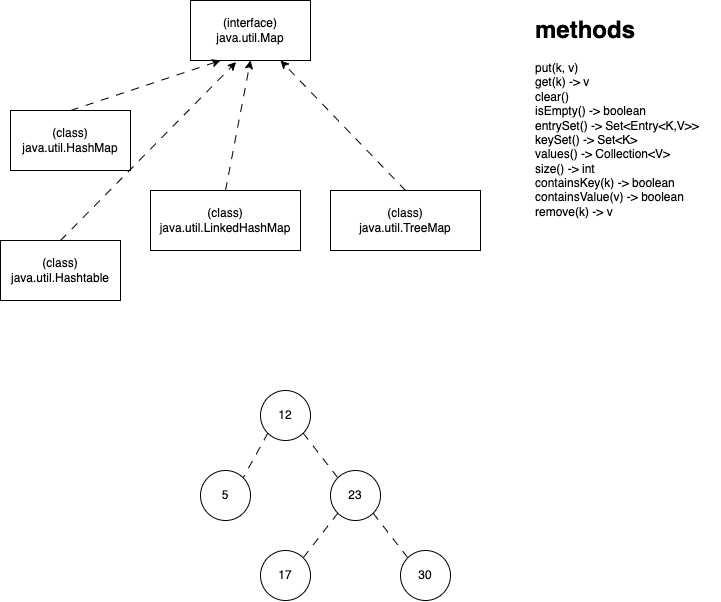 (interface)
java.util.Map
methods
put(k, v)
get(k) -> v
clear()
isEmpty() -> boolean
entrySet() -> Set<Entry<K,V>>
keySet() -> Set<K>
values() -> Collection<V>
size() -> int
containsKey(k) -> boolean
containsValue(v) -> boolean
remove(k) -> v
(class)
java.util.HashMap
(class)
java.util.LinkedHashMap
(class)
java.util.TreeMap
(class)
java.util.Hashtable
12
5
23
17
30